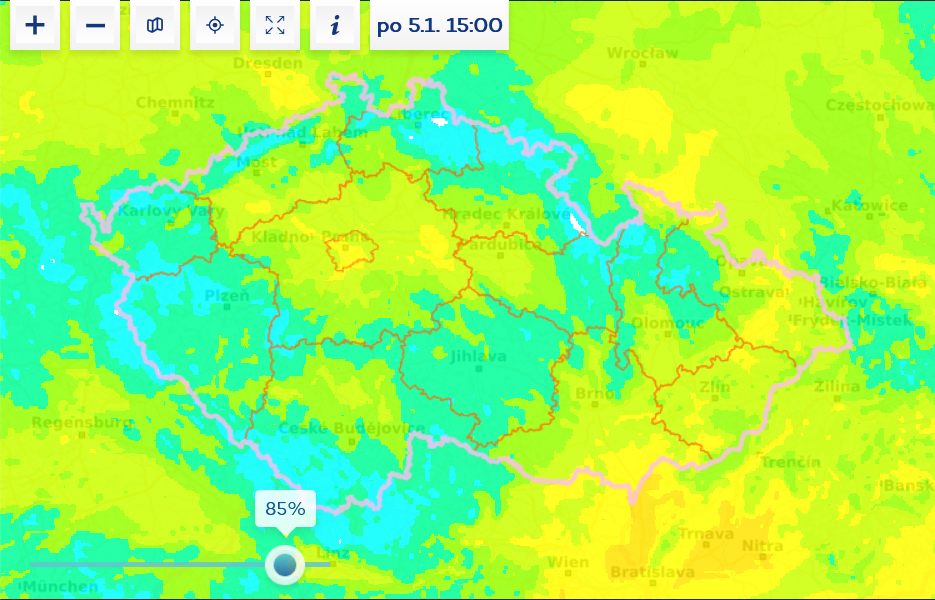 po 5.1. 15:00
Dresden
Wrocław
Chemnitz
Częstochowa
Liberec
Ústí nad Labem
Most
Karlovy Vary
Hradec Králové
Katowice
Kladno
Praha
Pardubice
Opava
Bielsko-Biała
Plzeň
Ostrava
Havířov
Frýdek-Místek
Olomouc
Jihlava
Brno
Zlín
Žilina
Regensburg
České Budějovice
Trenčín
Bansk
85%
Linz
Wien
Trnava
Nitra
Bratislava
München